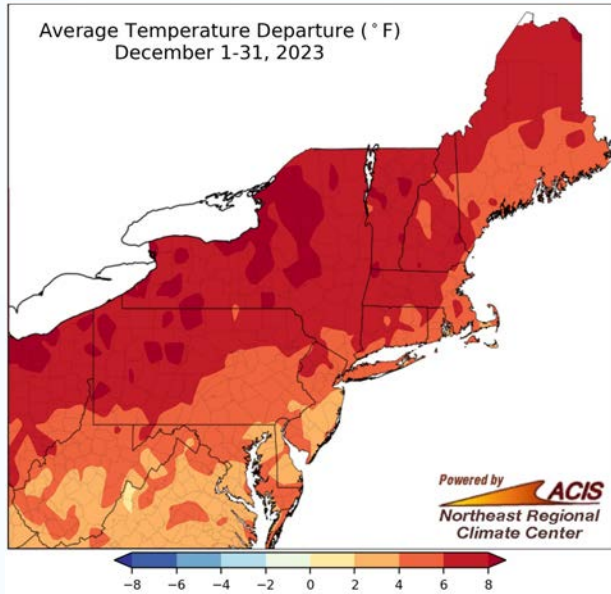 Average Temperature Departure (°F)
December 1-31, 2023
Powered by
ACIS
Northeast Regional
Climate Center
−8 −6 −4 −2 0 2 4 6 8